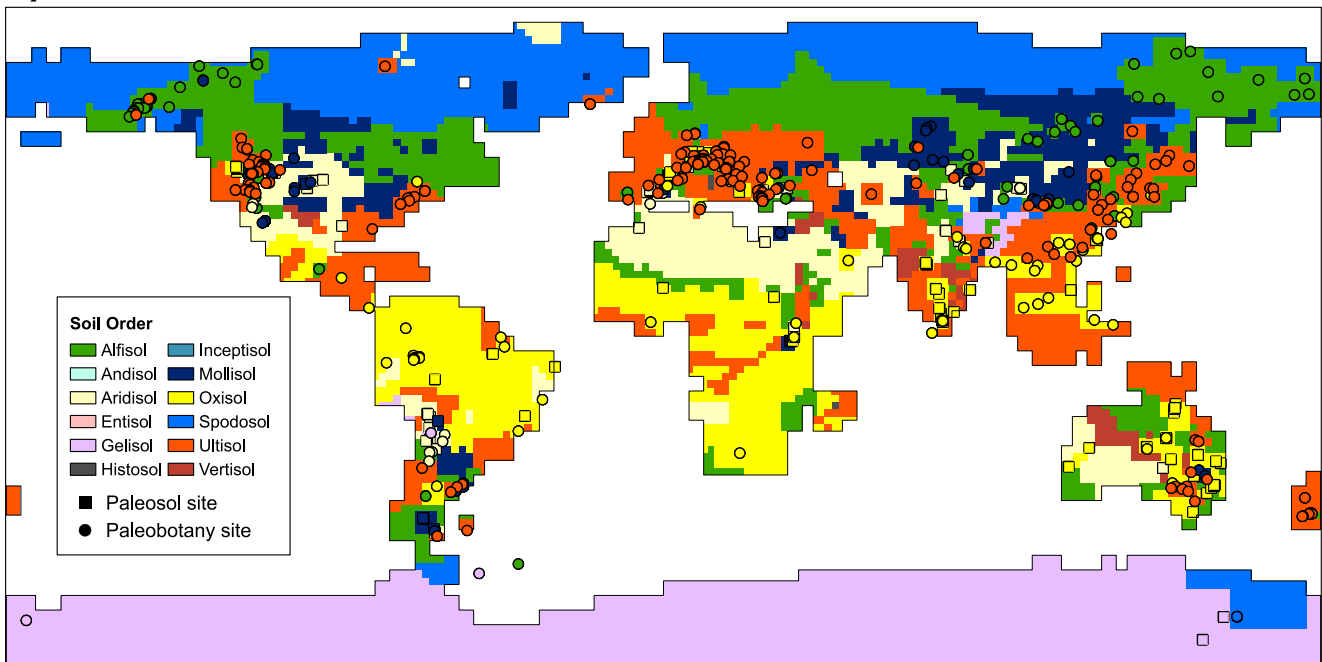 Soil Order
Alfisol Inceptisol
Andisol Mollisol
Aridisol Oxisol
Entisol Spodosol
Gelisol Ultisol
Histosol Vertisol
Paleosol site
Paleobotany site